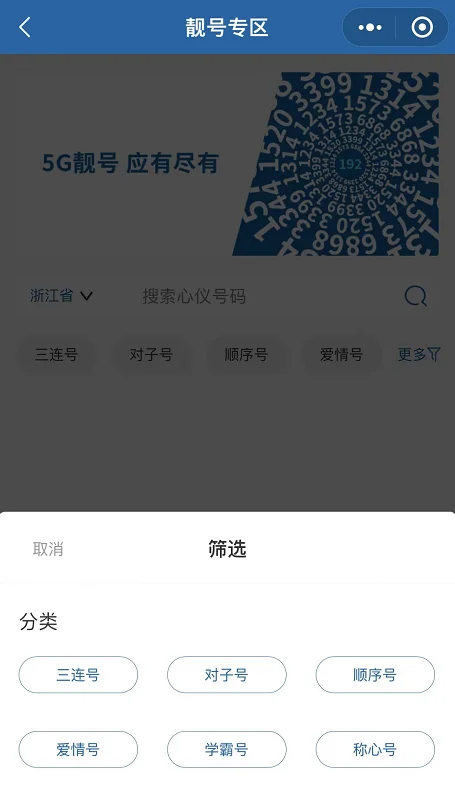 靓号专区
5G靓号 应有尽有
192
浙江省
搜索心仪号码
三连号
对子号
顺序号
爱情号
更多
取消
筛选
分类
三连号
对子号
顺序号
爱情号
学霸号
称心号